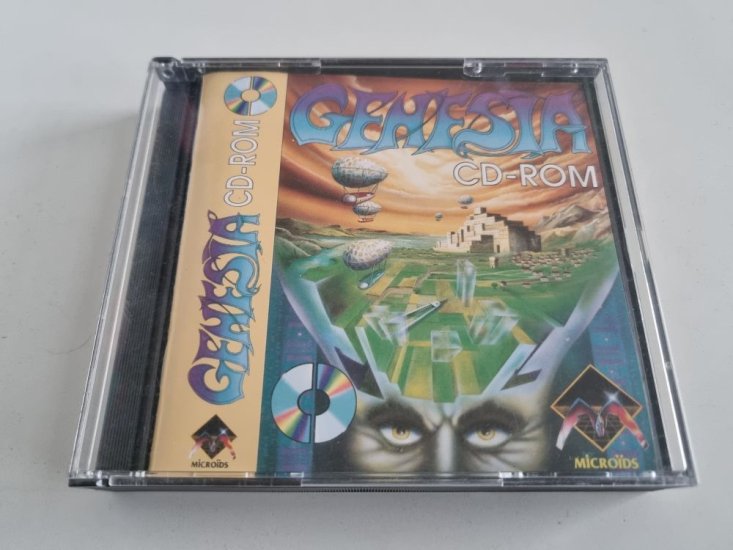 GENESIA
CD-ROM
GENESIA CD-ROM
MICROÏDS
MICROÏDS